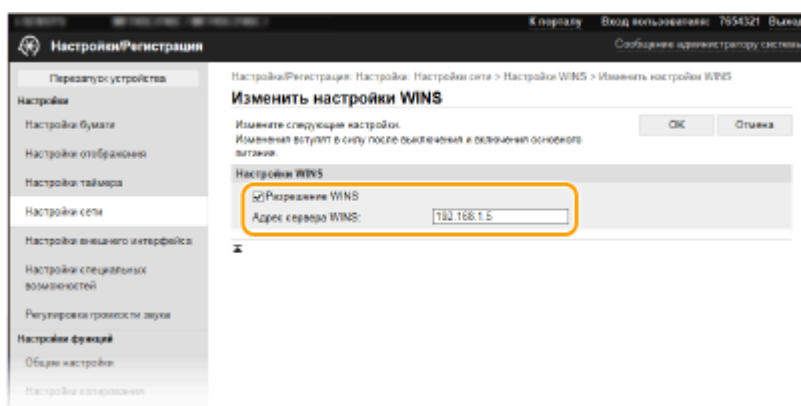 К порталу Вход пользователя: 7654321 Выход
Настройки/Регистрация
Сообщение администратору системы
Перезапуск устройства
Настройки
Настройки бумаги
Настройки отображения
Настройки таймера
Настройки сети
Настройки внешнего интерфейса
Настройки специальных
возможностей
Регулировка громкости звука
Настройки функций
Общие настройки
Настройки копирования
Настройки/Регистрация: Настройки: Настройки сети > Настройки WINS > Изменить настройки WINS
Изменить настройки WINS
Измените следующие настройки.
Изменения вступят в силу после выключения и включения основного
питания.
OK Отмена
Настройки WINS
Разрешение WINS
Адрес сервера WINS: 192.168.1.5